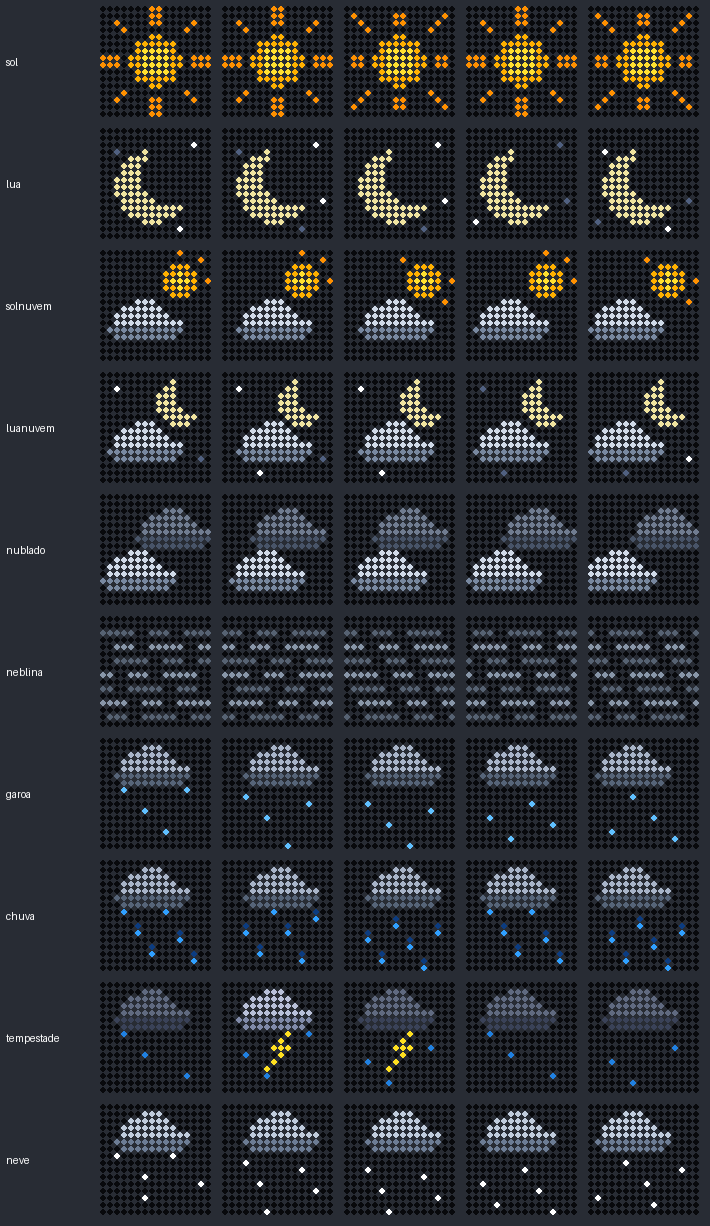 sol
lua
solnuvem
luanuvem
nublado
neblina
garoa
chuva
tempestade
neve